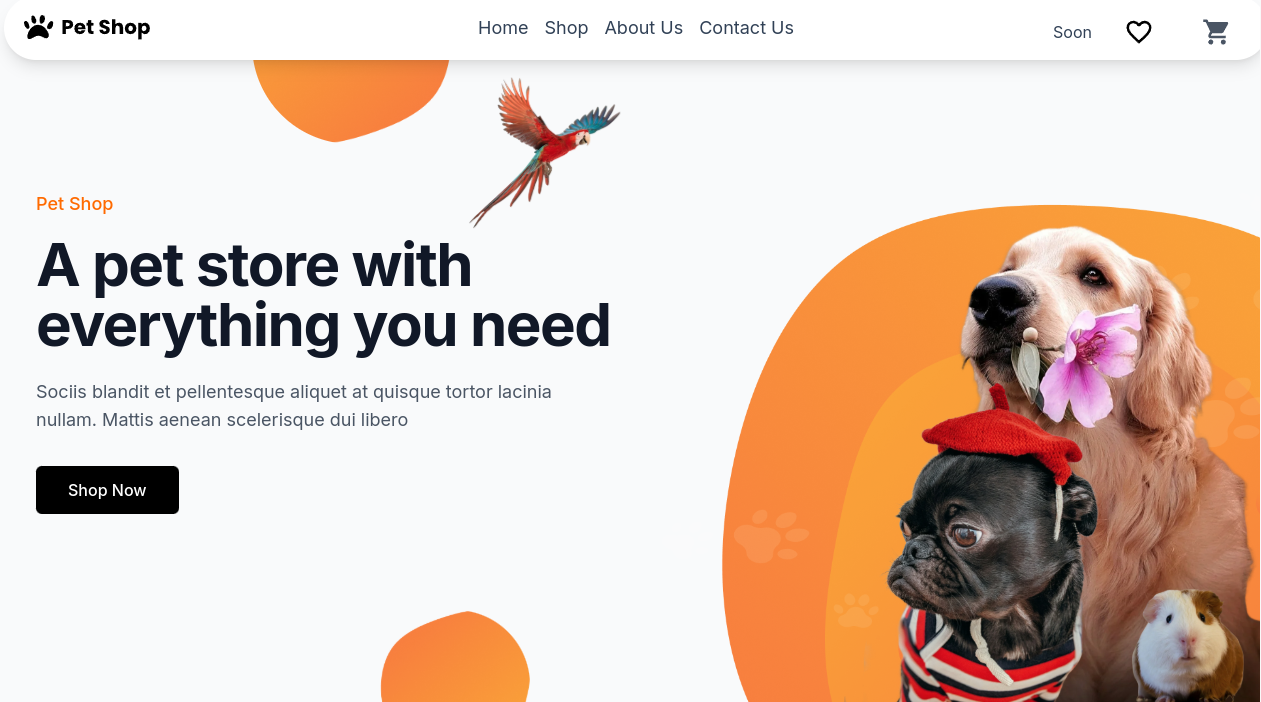 Pet Shop
Home Shop About Us Contact Us
Soon
Pet Shop
A pet store with
everything you need
Sociis blandit et pellentesque aliquet at quisque tortor lacinia
nullam. Mattis aenean scelerisque dui libero
Shop Now